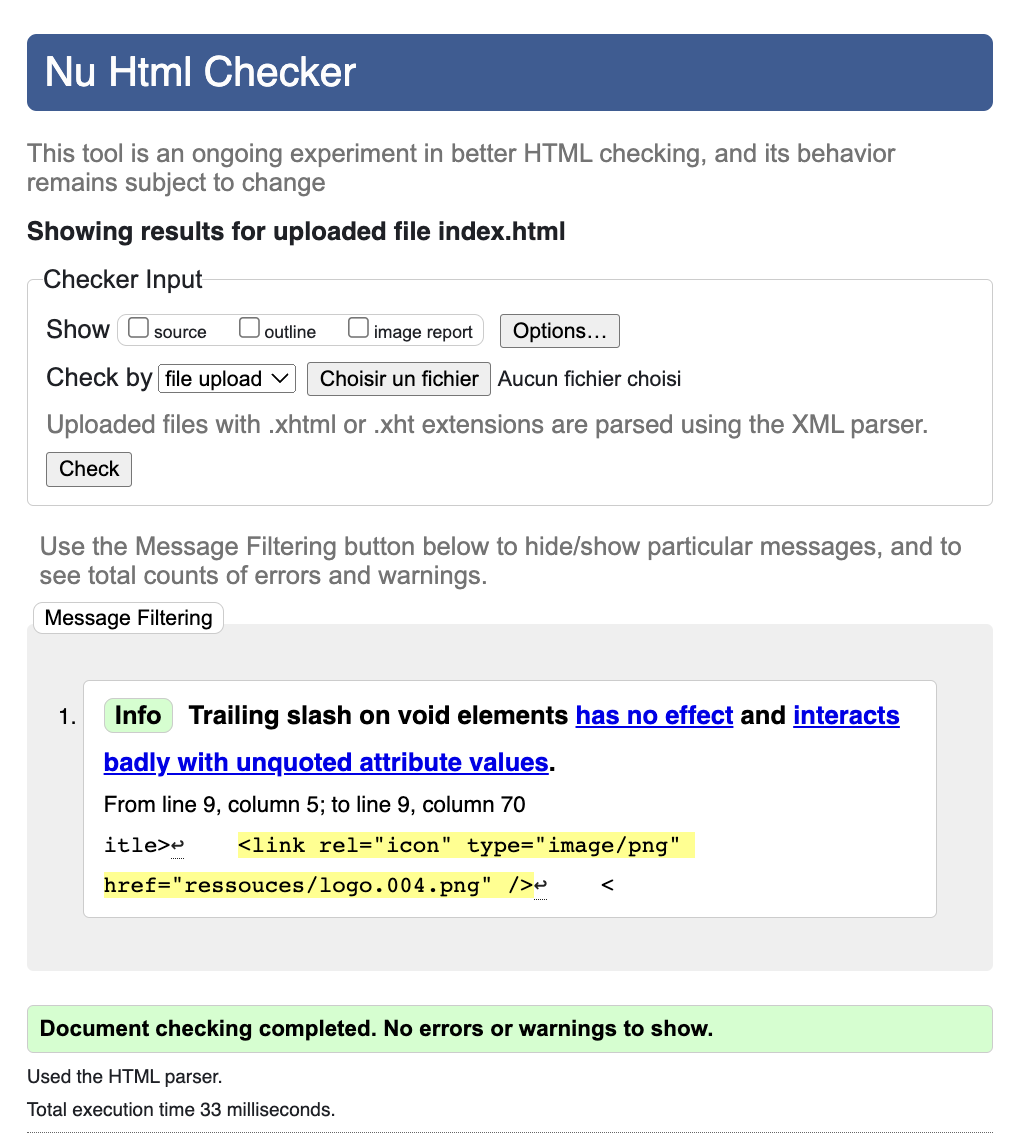 Nu Html Checker
This tool is an ongoing experiment in better HTML checking, and its behavior
remains subject to change
Showing results for uploaded file index.html
Checker Input
Show source outline image report Options...
Check by file upload Choisir un fichier Aucun fichier choisi
Uploaded files with .xhtml or .xht extensions are parsed using the XML parser.
Check
Use the Message Filtering button below to hide/show particular messages, and to
see total counts of errors and warnings.
Message Filtering
1. Info Trailing slash on void elements has no effect and interacts
badly with unquoted attribute values.
From line 9, column 5; to line 9, column 70
itle>↩ <link rel="icon" type="image/png"
href="ressouces/logo.004.png" />↩ <
Document checking completed. No errors or warnings to show.
Used the HTML parser.
Total execution time 33 milliseconds.